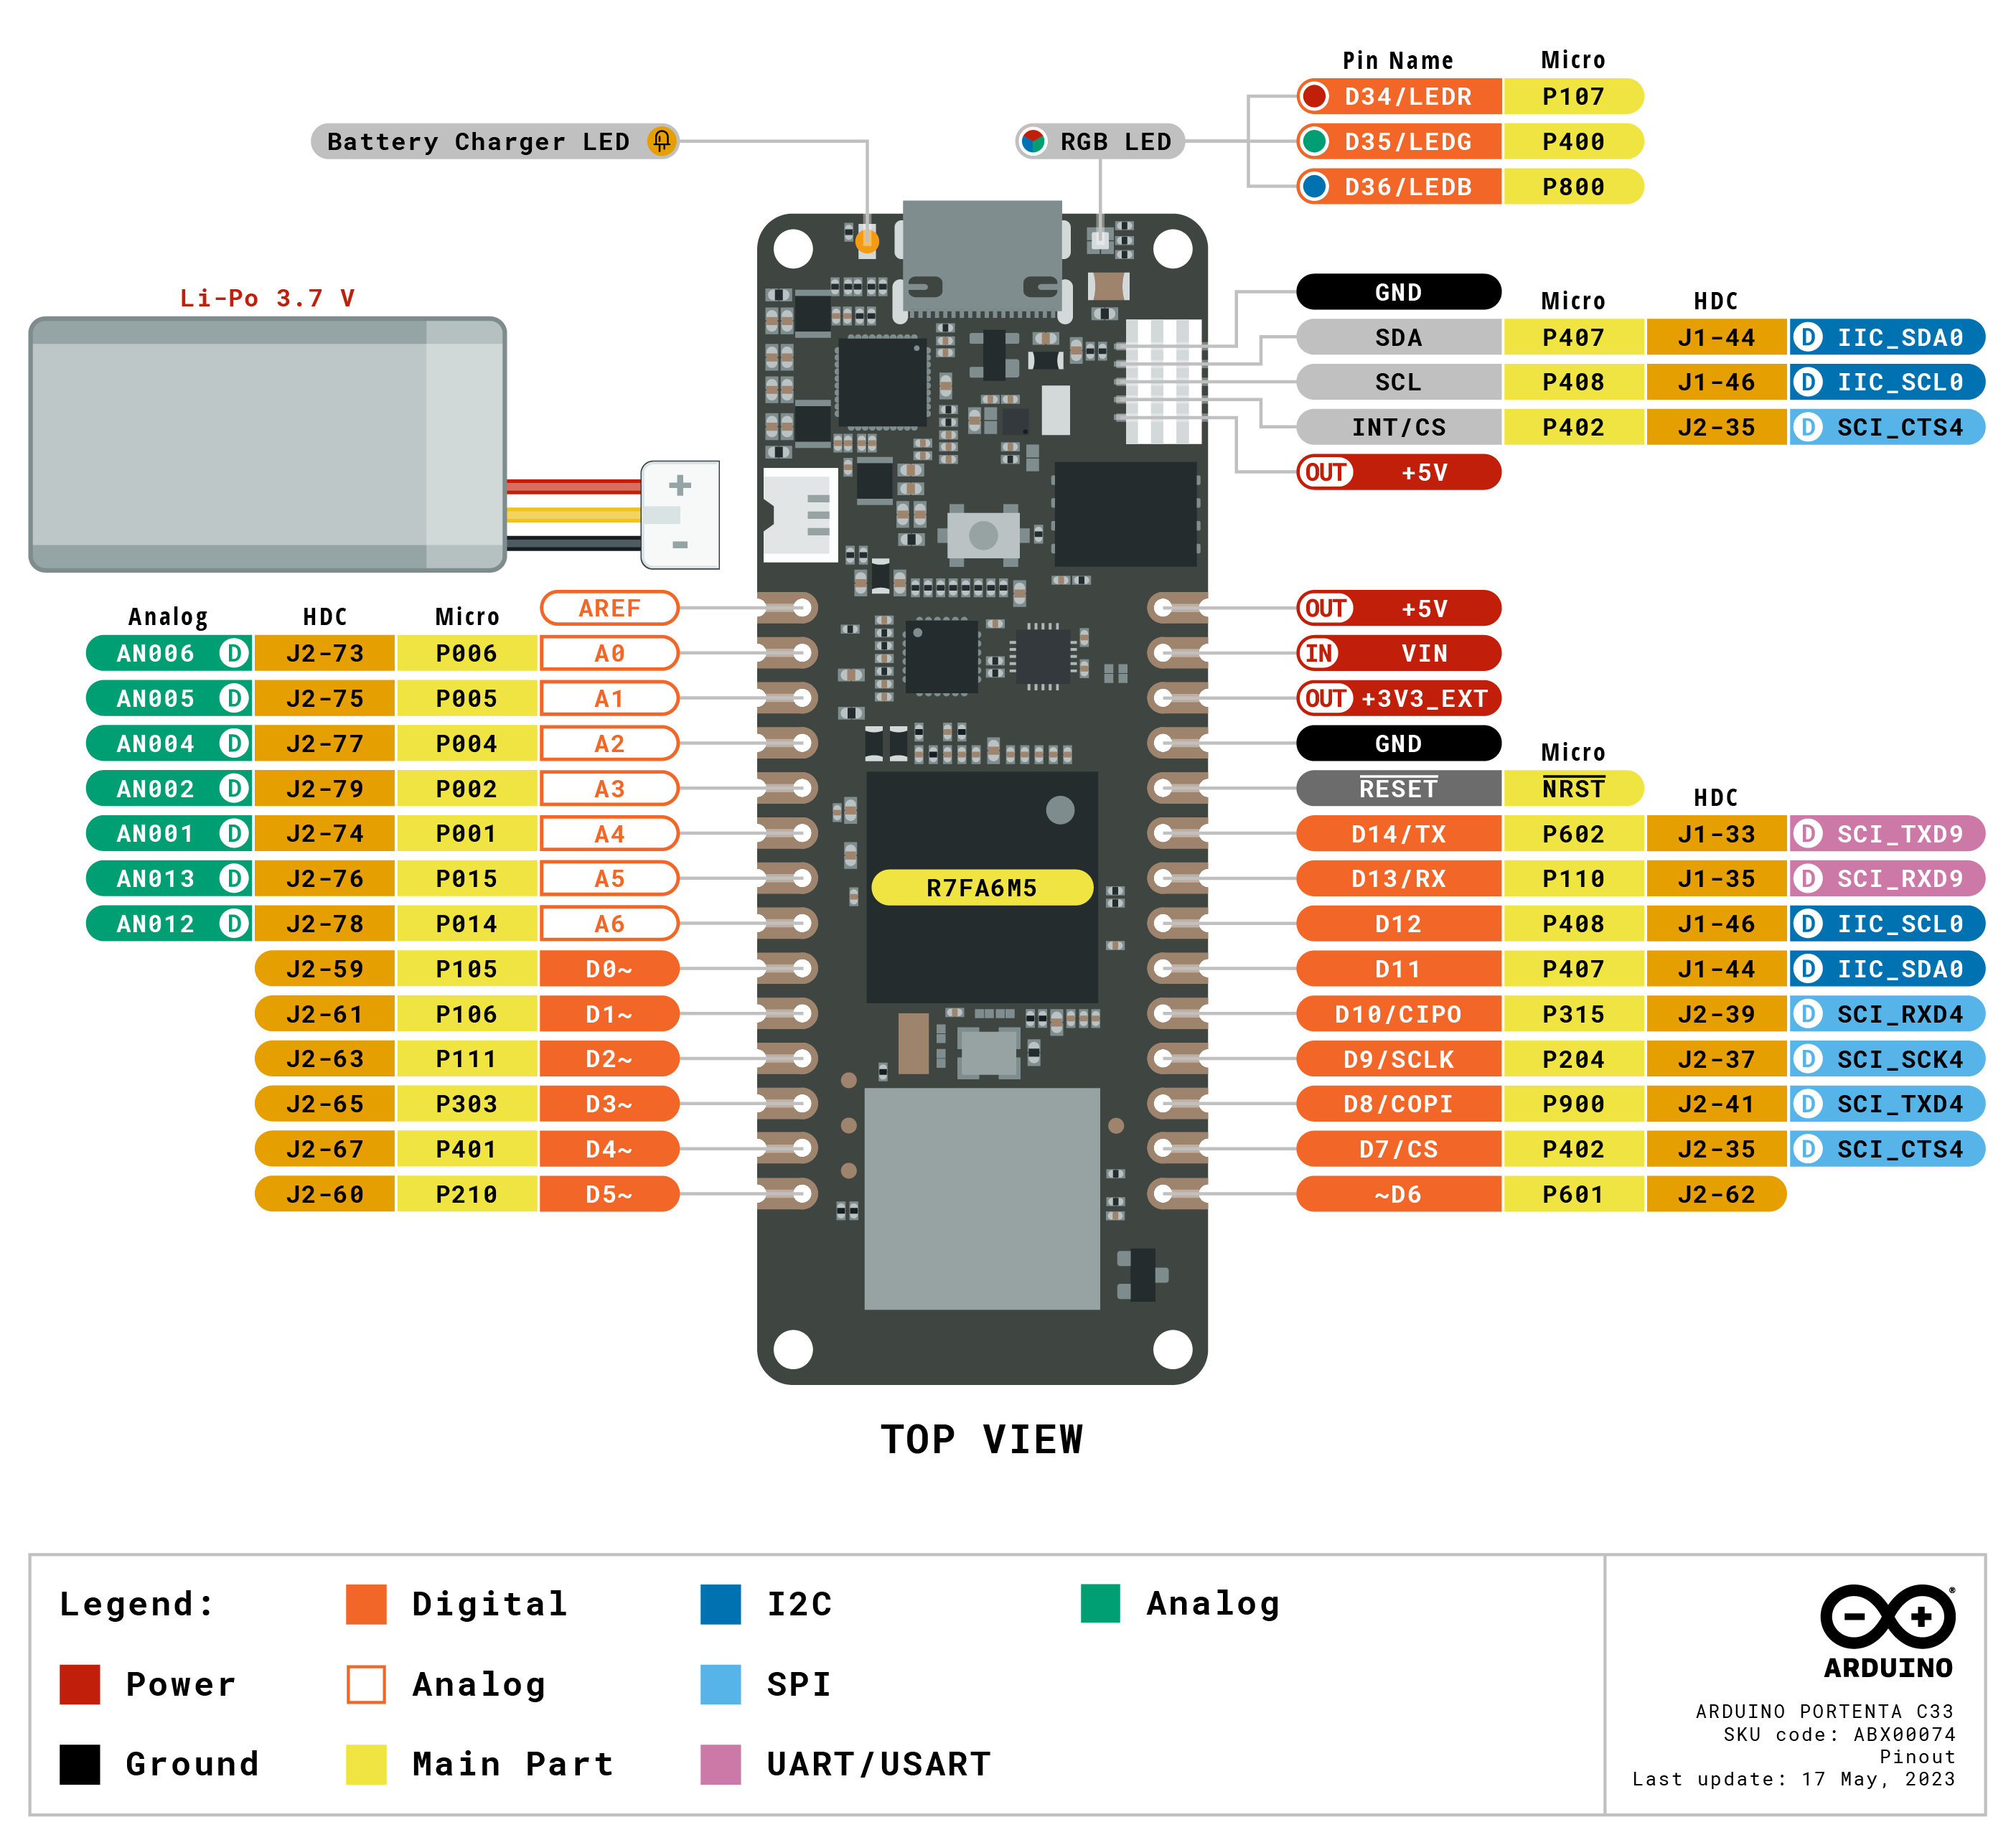 Pin Name Micro
D34/LEDR P107
Battery Charger LED RGB LED D35/LEDG P400
D36/LEDB P800
Li-Po 3.7 V
GND
Micro HDC
SDA P407 J1-44 D IIC_SDA0
SCL P408 J1-46 D IIC_SCL0
INT/CS P402 J2-35 D SCI_CTS4
OUT +5V
+
-
Analog HDC Micro
AREF
AN006 D J2-73 P006 A0
AN005 D J2-75 P005 A1
AN004 D J2-77 P004 A2
AN002 D J2-79 P002 A3
AN001 D J2-74 P001 A4
AN013 D J2-76 P015 A5
AN012 D J2-78 P014 A6
J2-59 P105 D0~
J2-61 P106 D1~
J2-63 P111 D2~
J2-65 P303 D3~
J2-67 P401 D4~
J2-60 P210 D5~
R7FA6M5
OUT +5V
IN VIN
OUT +3V3_EXT
GND
Micro
RESET NRST
HDC
D14/TX P602 J1-33 D SCI_TXD9
D13/RX P110 J1-35 D SCI_RXD9
D12 P408 J1-46 D IIC_SCL0
D11 P407 J1-44 D IIC_SDA0
D10/CIPO P315 J2-39 D SCI_RXD4
D9/SCLK P204 J2-37 D SCI_SCK4
D8/COPI P900 J2-41 D SCI_TXD4
D7/CS P402 J2-35 D SCI_CTS4
~D6 P601 J2-62
TOP VIEW
Legend: Digital I2C Analog
Power Analog SPI
Ground Main Part UART/USART
- + ®
ARDUINO
ARDUINO PORTENTA C33
SKU code: ABX00074
Pinout
Last update: 17 May, 2023